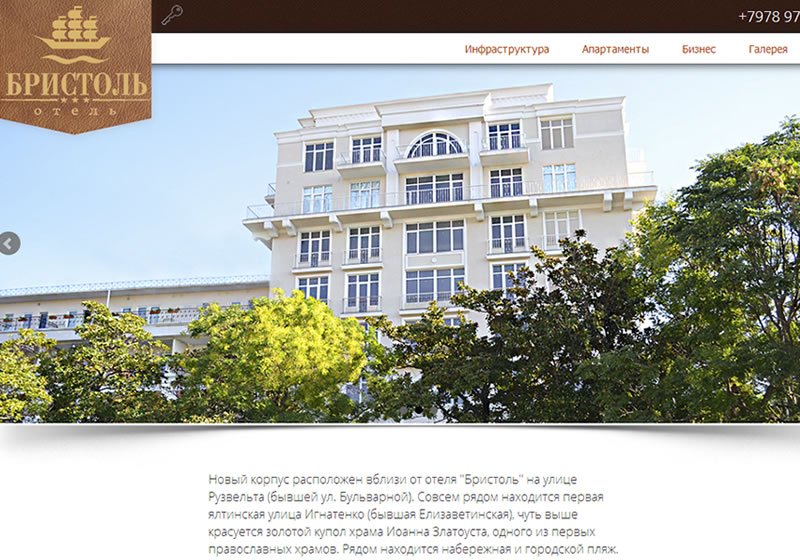 +7978 97
БРИСТОЛЬ
ОТЕЛЬ
Инфраструктура Апартаменты Бизнес Галерея
Новый корпус расположен вблизи от отеля "Бристоль" на улице
Рузвельта (бывшей ул. Бульварной). Совсем рядом находится первая
ялтинская улица Игнатенко (бывшая Елизаветинская), чуть выше
красуется золотой купол храма Иоанна Златоуста, одного из первых
православных храмов. Рядом находится набережная и городской пляж.